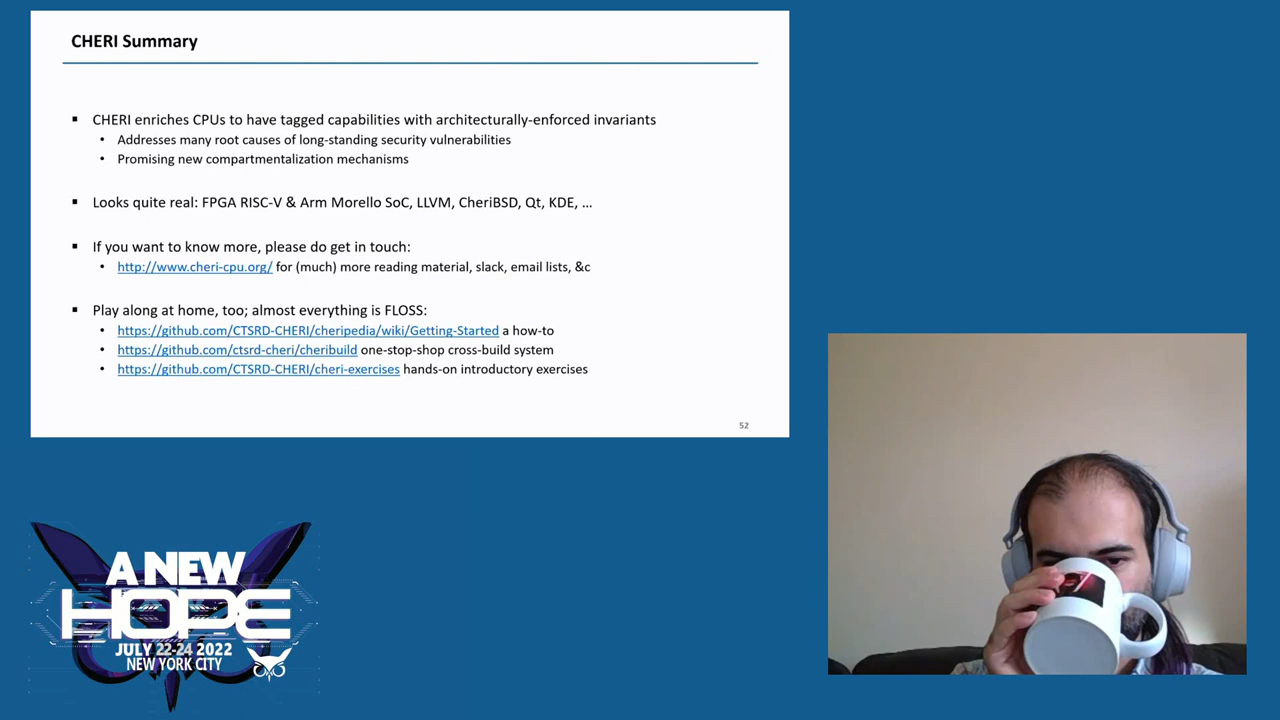 CHERI Summary
▪ CHERI enriches CPUs to have tagged capabilities with architecturally-enforced invariants
• Addresses many root causes of long-standing security vulnerabilities
• Promising new compartmentalization mechanisms
▪ Looks quite real: FPGA RISC-V & Arm Morello SoC, LLVM, CheriBSD, Qt, KDE, ...
▪ If you want to know more, please do get in touch:
• http://www.cheri-cpu.org/ for (much) more reading material, slack, email lists, &c
▪ Play along at home, too; almost everything is FLOSS:
• https://github.com/CTSRD-CHERI/cheripedia/wiki/Getting-Started a how-to
• https://github.com/ctsrd-cheri/cheribuild one-stop-shop cross-build system
• https://github.com/CTSRD-CHERI/cheri-exercises hands-on introductory exercises
52
A NEW
HOPE
JULY 22-24 2022
NEW YORK CITY